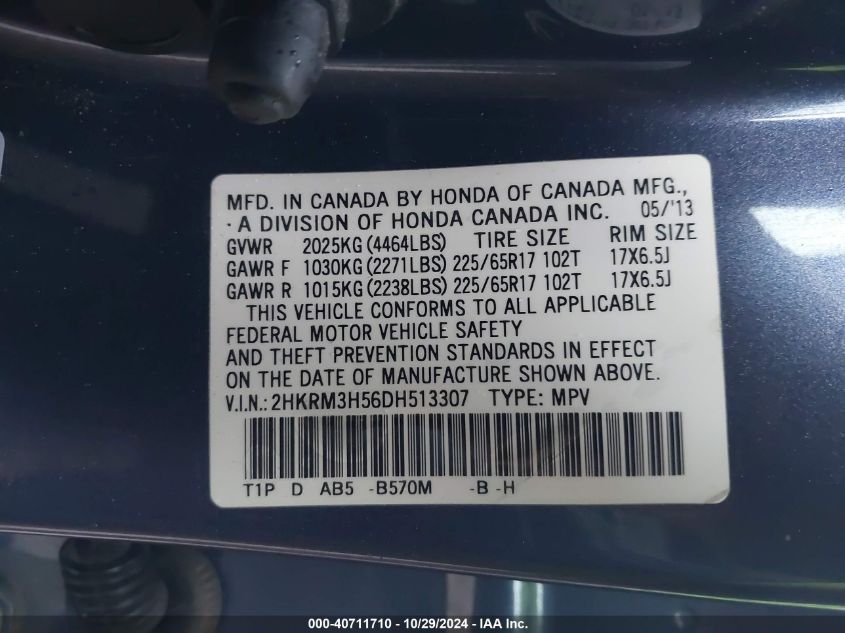 MFD. IN CANADA BY HONDA OF CANADA MFG.,
A DIVISION OF HONDA CANADA INC. 05/'13
GVWR 2025KG (4464LBS) TIRE SIZE RIM SIZE
GAWR F 1030KG (2271LBS) 225/65R17 102T 17X6.5J
GAWR R 1015KG (2238LBS) 225/65R17 102T 17X6.5J
THIS VEHICLE CONFORMS TO ALL APPLICABLE
FEDERAL MOTOR VEHICLE SAFETY
AND THEFT PREVENTION STANDARDS IN EFFECT
ON THE DATE OF MANUFACTURE SHOWN ABOVE.
V.I.N.: 2HKRM3H56DH513307 TYPE: MPV
T1P D AB5 -B570M -B -H
000-40711710 - 10/29/2024 - IAA Inc.